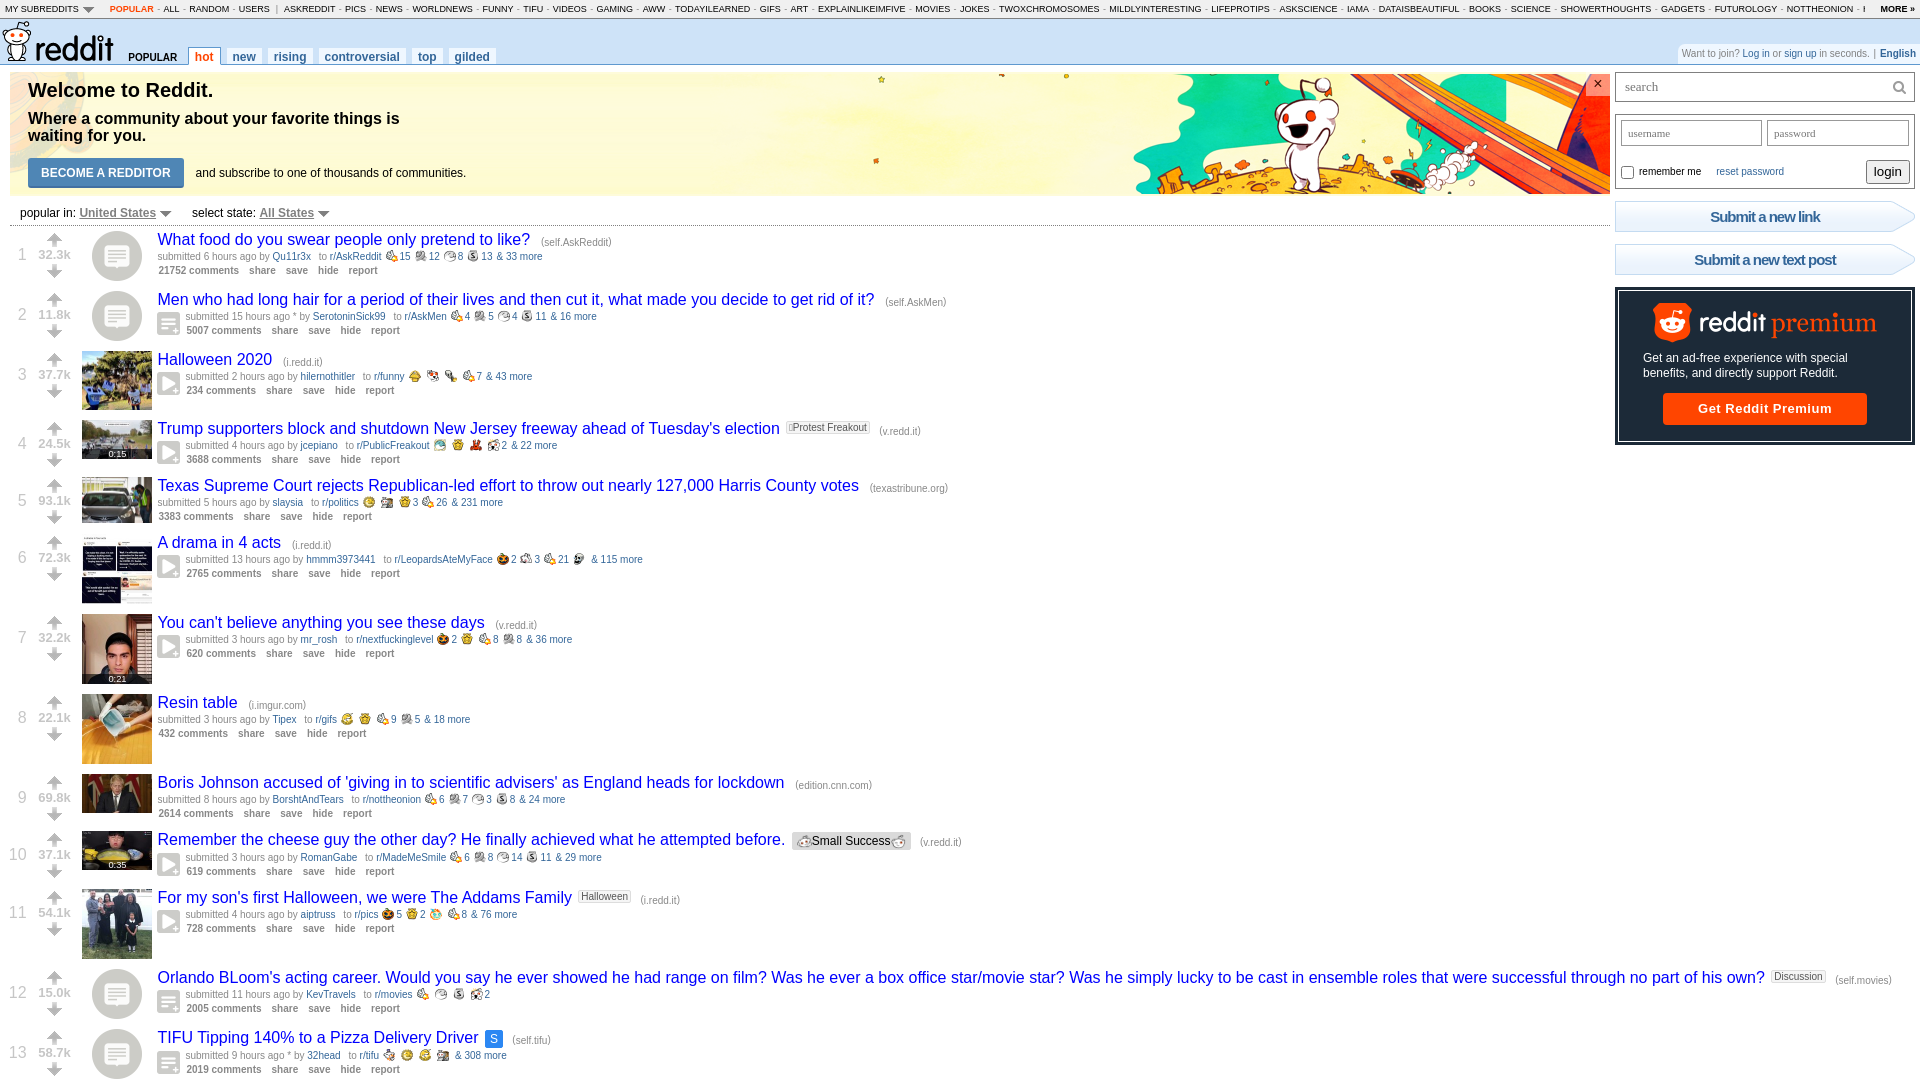 MY SUBREDDITS POPULAR - ALL - RANDOM - USERS | ASKREDDIT - PICS - NEWS - WORLDNEWS - FUNNY - TIFU - VIDEOS - GAMING - AWW - TODAYILEARNED - GIFS - ART - EXPLAINLIKEIMFIVE - MOVIES - JOKES - TWOXCHROMOSOMES - MILDLYINTERESTING - LIFEPROTIPS - ASKSCIENCE - IAMA - DATAISBEAUTIFUL - BOOKS - SCIENCE - SHOWERTHOUGHTS - GADGETS - FUTUROLOGY - NOTTHEONION - MORE »
reddit POPULAR hot new rising controversial top gilded
Want to join? Log in or sign up in seconds. | English
Welcome to Reddit.
Where a community about your favorite things is
waiting for you.
BECOME A REDDITOR and subscribe to one of thousands of communities.
×
search
username password
remember me reset password login
Submit a new link
Submit a new text post
reddit premium
Get an ad-free experience with special
benefits, and directly support Reddit.
Get Reddit Premium
popular in: United States select state: All States
1 32.3k What food do you swear people only pretend to like? (self.AskReddit)
submitted 6 hours ago by Qu11r3x to r/AskReddit 15 12 8 13 & 33 more
21752 comments share save hide report
2 11.8k Men who had long hair for a period of their lives and then cut it, what made you decide to get rid of it? (self.AskMen)
submitted 15 hours ago * by SerotoninSick99 to r/AskMen 4 5 4 11 & 16 more
5007 comments share save hide report
3 37.7k Halloween 2020 (i.redd.it)
submitted 2 hours ago by hilernothitler to r/funny 7 & 43 more
234 comments share save hide report
4 24.5k Trump supporters block and shutdown New Jersey freeway ahead of Tuesday's election Protest Freakout (v.redd.it)
0:15
submitted 4 hours ago by jcepiano to r/PublicFreakout 2 & 22 more
3688 comments share save hide report
5 93.1k Texas Supreme Court rejects Republican-led effort to throw out nearly 127,000 Harris County votes (texastribune.org)
submitted 5 hours ago by slaysia to r/politics 3 26 & 231 more
3383 comments share save hide report
6 72.3k A drama in 4 acts (i.redd.it)
submitted 13 hours ago by hmmm3973441 to r/LeopardsAteMyFace 2 3 21 & 115 more
2765 comments share save hide report
7 32.2k You can't believe anything you see these days (v.redd.it)
0:21
submitted 3 hours ago by mr_rosh to r/nextfuckinglevel 2 8 8 & 36 more
620 comments share save hide report
8 22.1k Resin table (i.imgur.com)
submitted 3 hours ago by Tipex to r/gifs 9 5 & 18 more
432 comments share save hide report
9 69.8k Boris Johnson accused of 'giving in to scientific advisers' as England heads for lockdown (edition.cnn.com)
submitted 8 hours ago by BorshtAndTears to r/nottheonion 6 7 3 8 & 24 more
2614 comments share save hide report
10 37.1k Remember the cheese guy the other day? He finally achieved what he attempted before. Small Success (v.redd.it)
0:35
submitted 3 hours ago by RomanGabe to r/MadeMeSmile 6 8 14 11 & 29 more
619 comments share save hide report
11 54.1k For my son's first Halloween, we were The Addams Family Halloween (i.redd.it)
submitted 4 hours ago by aiptruss to r/pics 5 2 8 & 76 more
728 comments share save hide report
12 15.0k Orlando BLoom's acting career. Would you say he ever showed he had range on film? Was he ever a box office star/movie star? Was he simply lucky to be cast in ensemble roles that were successful through no part of his own? Discussion (self.movies)
submitted 11 hours ago by KevTravels to r/movies 2
2005 comments share save hide report
13 58.7k TIFU Tipping 140% to a Pizza Delivery Driver S (self.tifu)
submitted 9 hours ago * by 32head to r/tifu & 308 more
2019 comments share save hide report